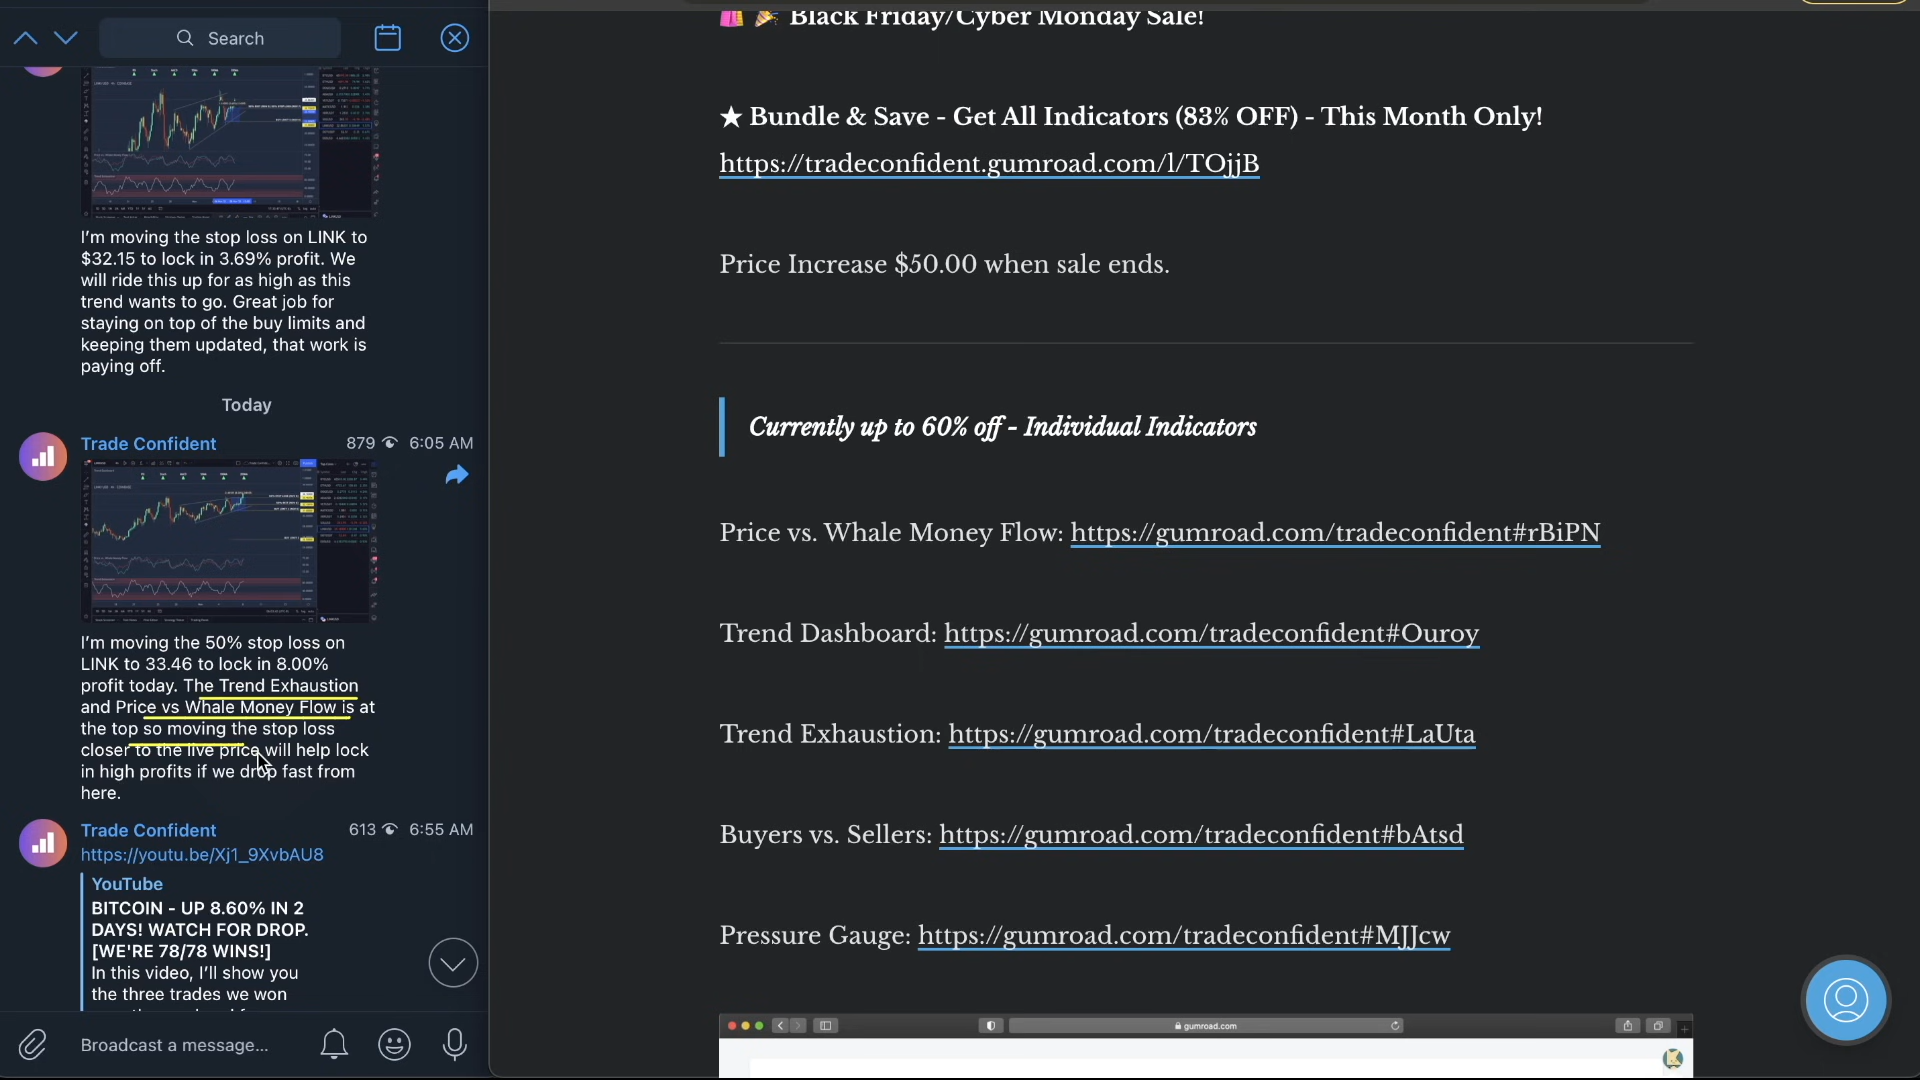 Search
I'm moving the stop loss on LINK to
$32.15 to lock in 3.69% profit. We
will ride this up for as high as this
trend wants to go. Great job for
staying on top of the buy limits and
keeping them updated, that work is
paying off.
Today
Trade Confident 879 6:05 AM
I'm moving the 50% stop loss on
LINK to 33.46 to lock in 8.00%
profit today. The Trend Exhaustion
and Price vs Whale Money Flow is at
the top so moving the stop loss
closer to the live price will help lock
in high profits if we drop fast from
here.
Trade Confident 613 6:55 AM
https://youtu.be/Xj1_9XvbAU8
YouTube
BITCOIN - UP 8.60% IN 2
DAYS! WATCH FOR DROP.
[WE'RE 78/78 WINS!]
In this video, I'll show you
the three trades we won
Broadcast a message...
Black Friday/Cyber Monday Sale!
★ Bundle & Save - Get All Indicators (83% OFF) - This Month Only!
https://tradeconfident.gumroad.com/l/TOjjB
Price Increase $50.00 when sale ends.
Currently up to 60% off - Individual Indicators
Price vs. Whale Money Flow: https://gumroad.com/tradeconfident#rBiPN
Trend Dashboard: https://gumroad.com/tradeconfident#Ouroy
Trend Exhaustion: https://gumroad.com/tradeconfident#LaUta
Buyers vs. Sellers: https://gumroad.com/tradeconfident#bAtsd
Pressure Gauge: https://gumroad.com/tradeconfident#MJJcw
gumroad.com